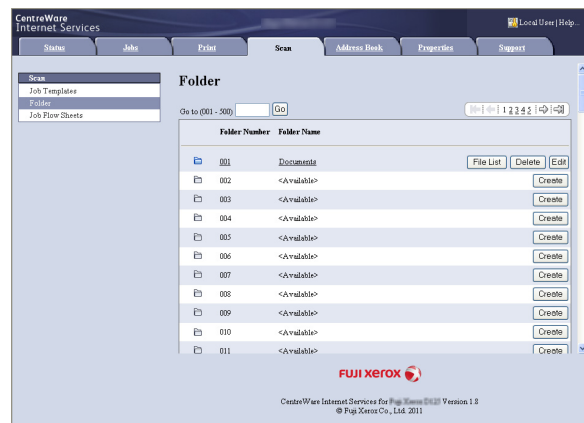 CentreWare
Internet Services
Local User | Help...
Status Jobs Print Scan Address Book Properties Support
Scan
Job Templates
Folder
Job Flow Sheets
Folder
Go to (001 - 500) Go 1 2 3 4 5
Folder Number Folder Name
001 Documents File List Delete Edit
002 <Available> Create
003 <Available> Create
004 <Available> Create
005 <Available> Create
006 <Available> Create
007 <Available> Create
008 <Available> Create
009 <Available> Create
010 <Available> Create
011 <Available> Create
FUJI xerox
CentreWare Internet Services for Version 1.8
© Fuji Xerox Co., Ltd. 2011